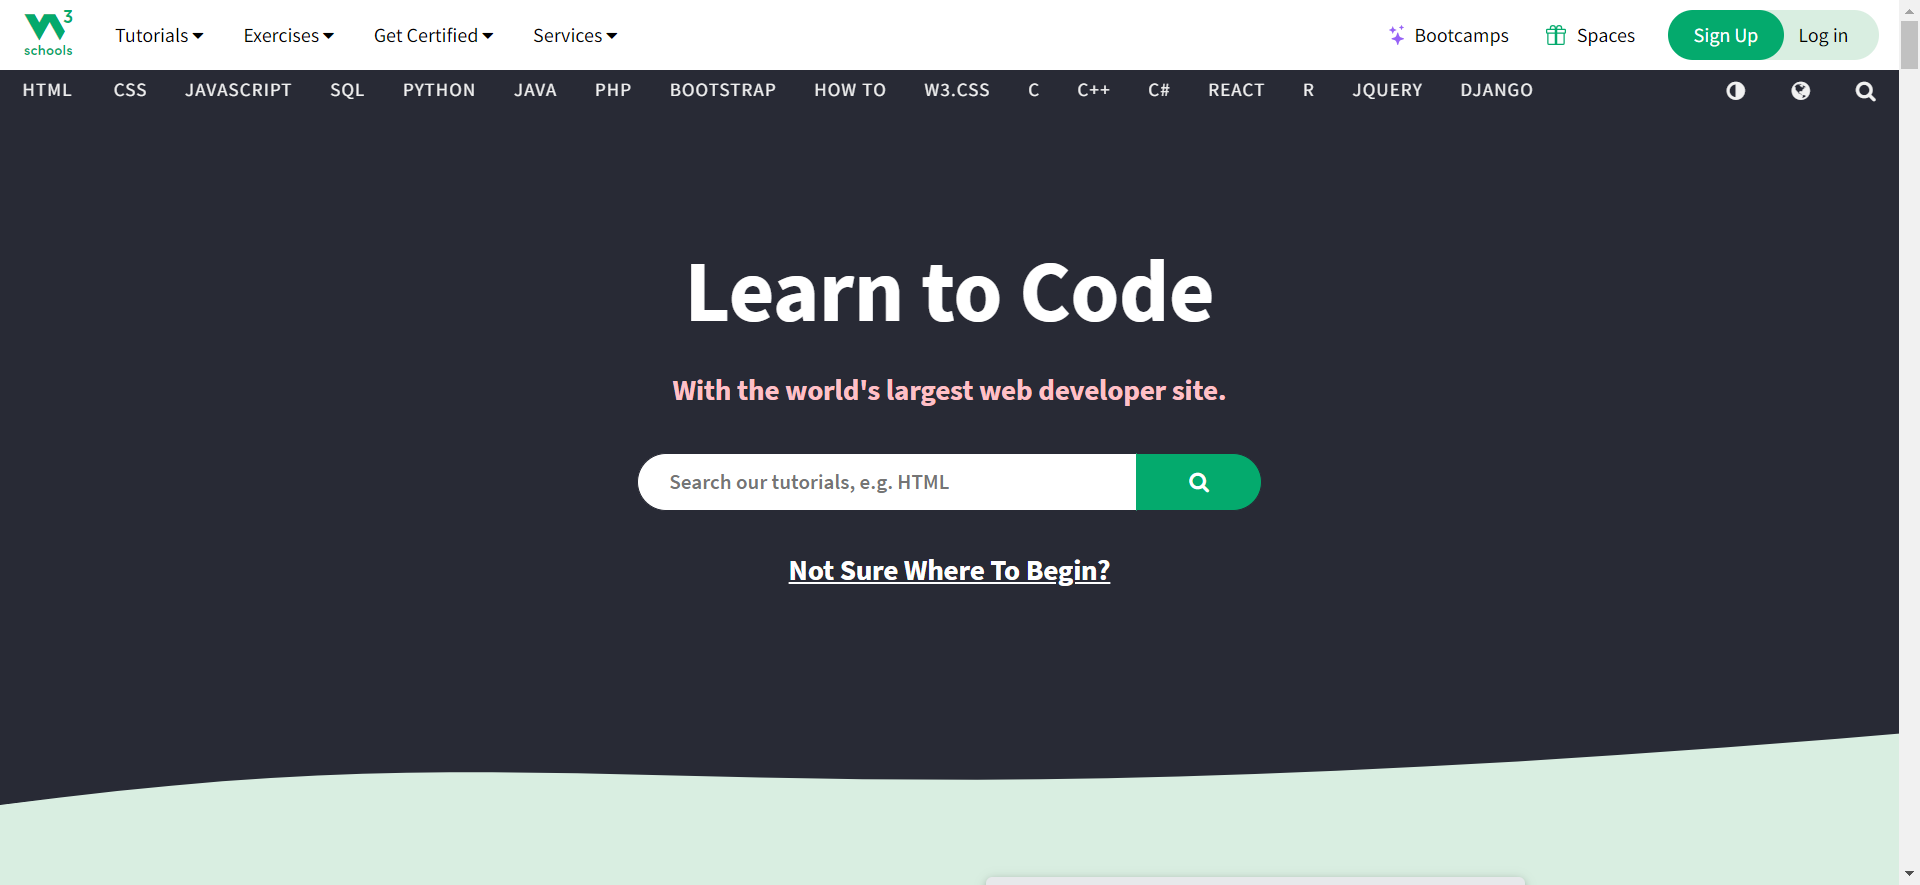 W3 schools
Tutorials Exercises Get Certified Services Bootcamps Spaces Sign Up Log in
HTML CSS JAVASCRIPT SQL PYTHON JAVA PHP BOOTSTRAP HOW TO W3.CSS C C++ C# REACT R JQUERY DJANGO
Learn to Code
With the world's largest web developer site.
Search our tutorials, e.g. HTML
Not Sure Where To Begin?